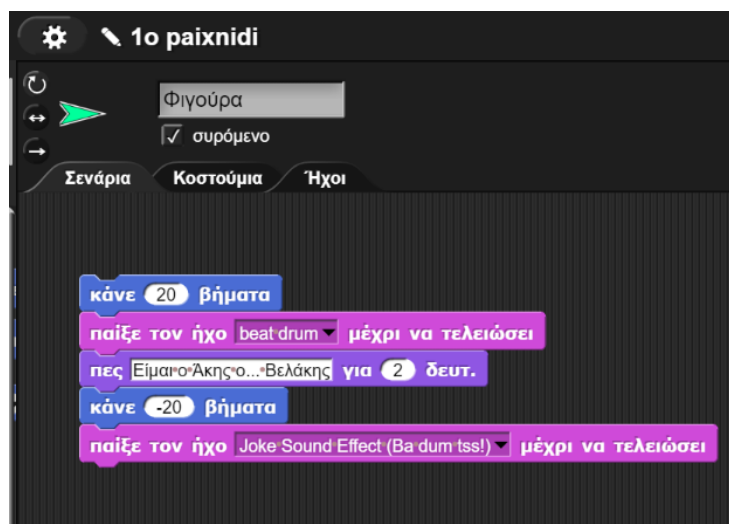 1o paixnidi
Φιγούρα
συρόμενο
Σενάρια Κοστούμια Ήχοι
κάνε 20 βήματα
παίξε τον ήχο beat drum μέχρι να τελειώσει
πες Είμαι ο Άκης ο... Βελάκης για 2 δευτ.
κάνε -20 βήματα
παίξε τον ήχο Joke Sound Effect (Ba dum tss!) μέχρι να τελειώσει